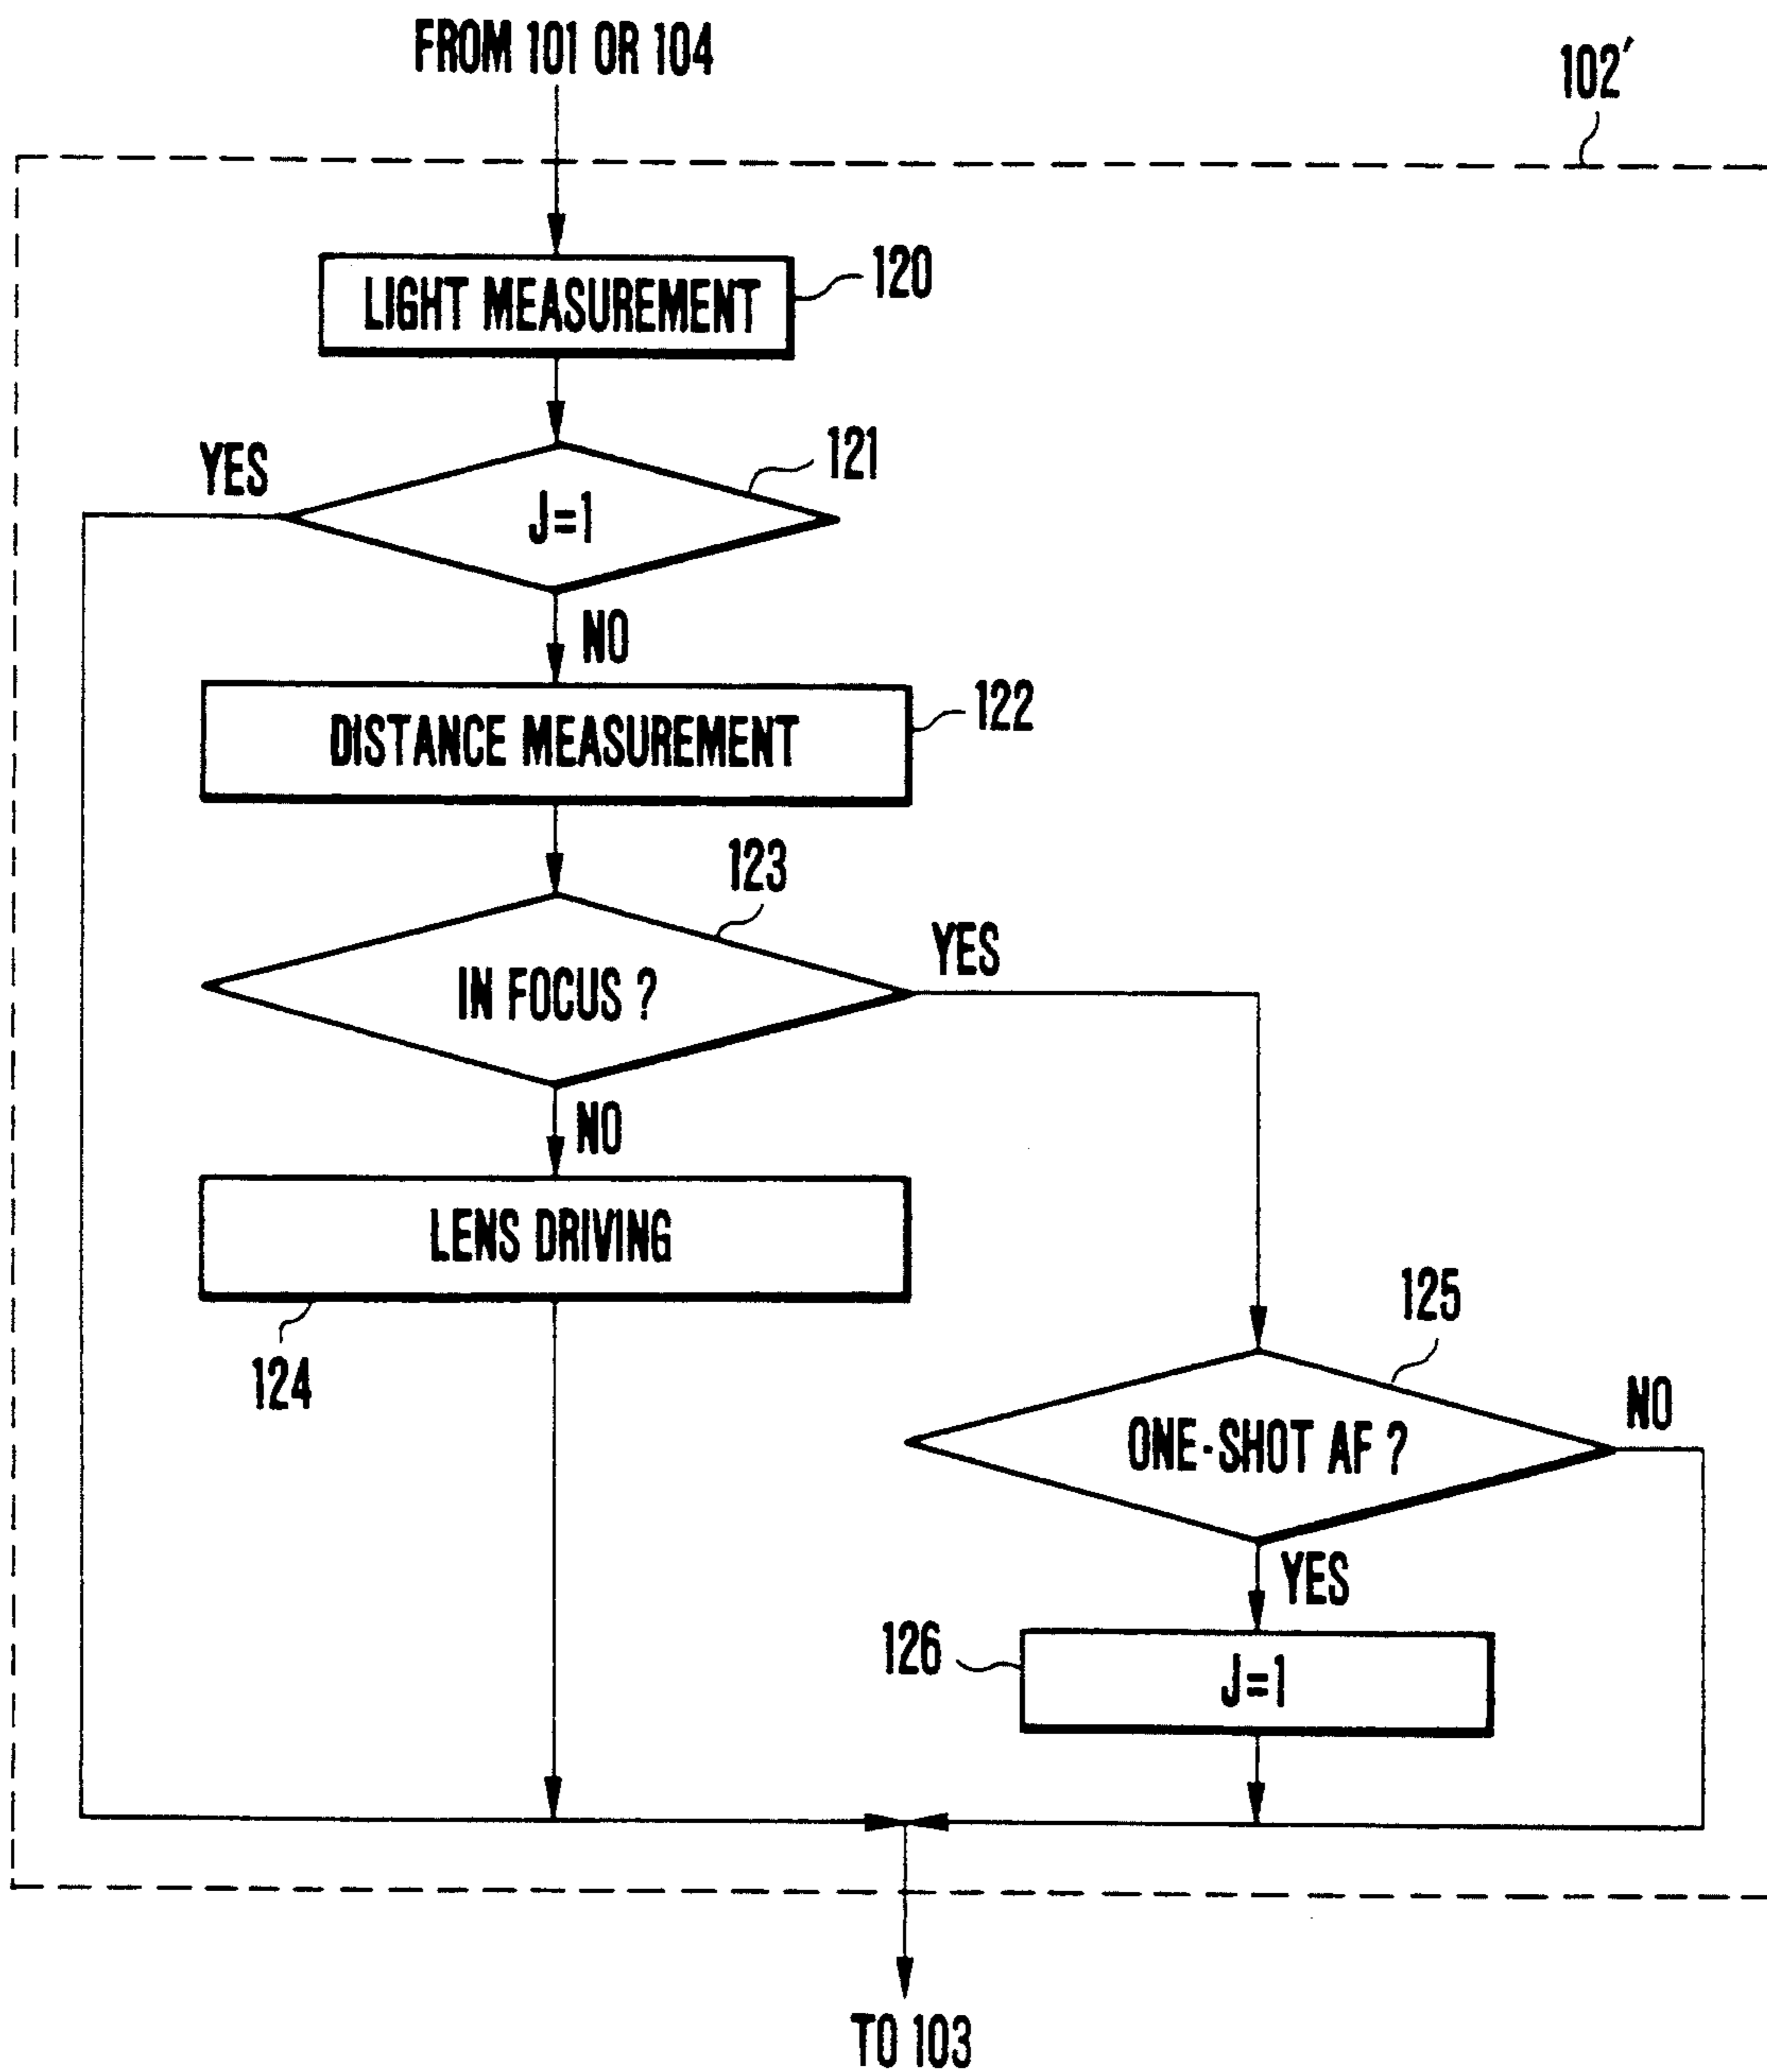 FROM 101 OR 104
102′
LIGHT MEASUREMENT
120
121
YES
J=1
NO
DISTANCE MEASUREMENT
122
123
YES
IN FOCUS ?
NO
LENS DRIVING
124
125
NO
ONE-SHOT AF ?
YES
126
J=1
TO 103